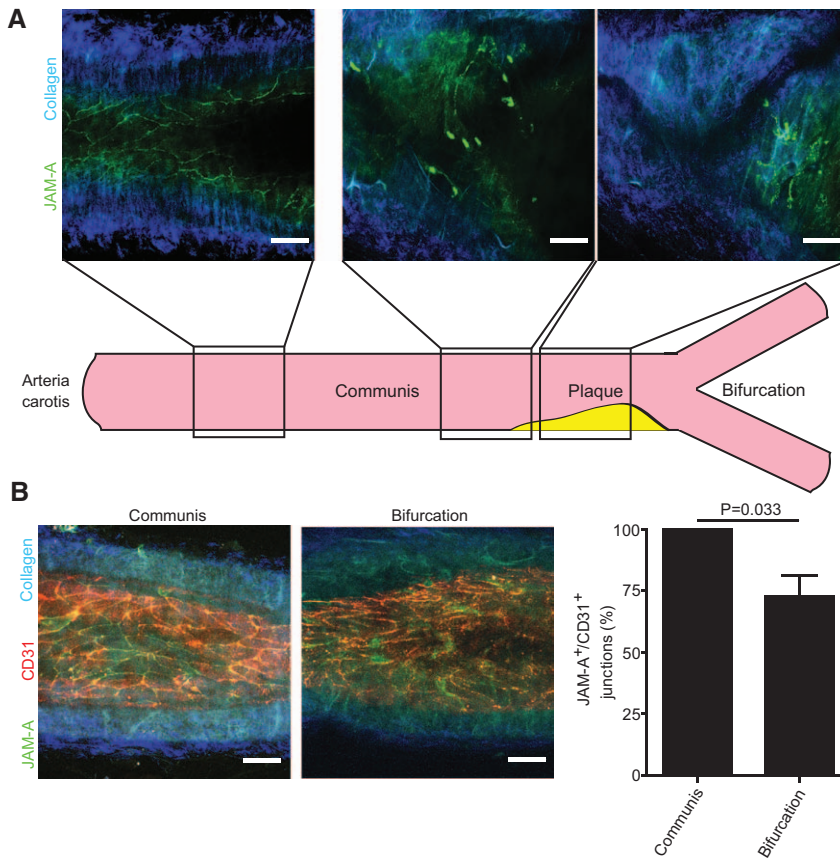 A
Collagen
JAM-A
Arteria
carotis
Communis
Plaque
Bifurcation
B
Communis
Bifurcation
Collagen
CD31
JAM-A
P=0.033
JAM-A+/CD31+
junctions (%)
100
75
50
25
0
Communis
Bifurcation